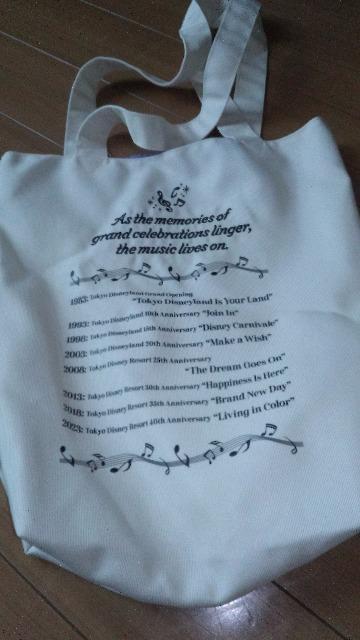 As the memories of
grand celebrations linger,
the music lives on.
1983: Tokyo Disneyland Grand Opening
"Tokyo Disneyland Is Your Land"
1993: Tokyo Disneyland 10th Anniversary "Join In"
1998: Tokyo Disneyland 15th Anniversary "Disney Carnivale"
2003: Tokyo Disneyland 20th Anniversary "Make a Wish"
2008: Tokyo Disney Resort 25th Anniversary
"The Dream Goes On"
2013: Tokyo Disney Resort 30th Anniversary "Happiness Is Here"
2018: Tokyo Disney Resort 35th Anniversary "Brand New Day"
2023: Tokyo Disney Resort 40th Anniversary "Living in Color"